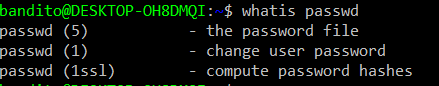 bandito@DESKTOP-OH8DMQI:~$ whatis passwd
passwd (5)           - the password file
passwd (1)           - change user password
passwd (1ssl)        - compute password hashes